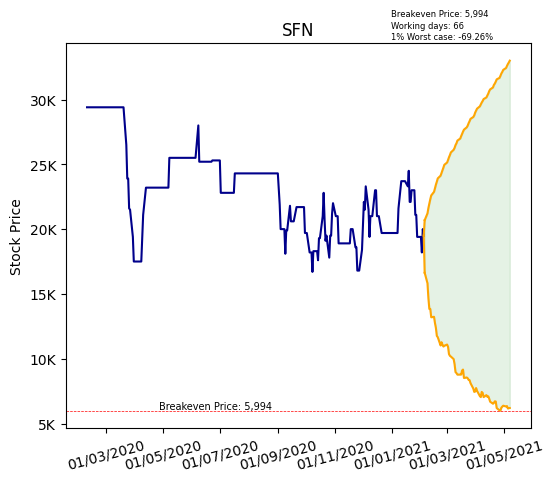 Breakeven Price: 5,994
Working days: 66
1% Worst case: -69.26%
SFN
Stock Price
30K
25K
20K
15K
10K
5K
Breakeven Price: 5,994
01/03/2020
01/05/2020
01/07/2020
01/09/2020
01/11/2020
01/01/2021
01/03/2021
01/05/2021